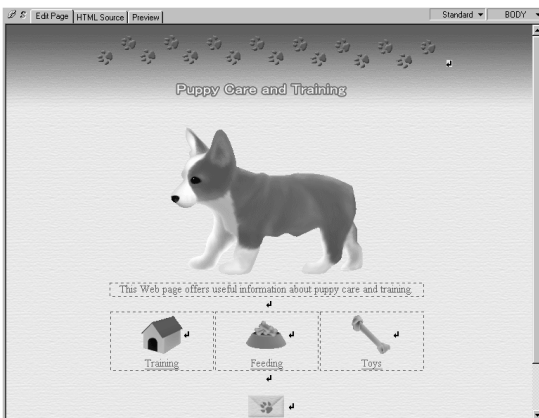 Edit Page HTML Source Preview Standard BODY
Puppy Care and Training
This Web page offers useful information about puppy care and training.
Training Feeding Toys